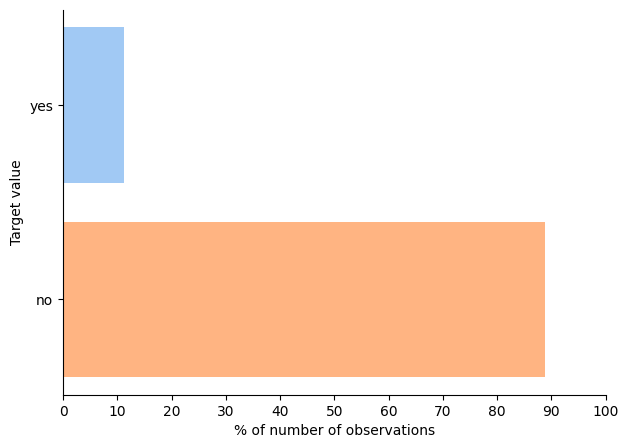 yes
Target value
no
0 10 20 30 40 50 60 70 80 90 100
% of number of observations